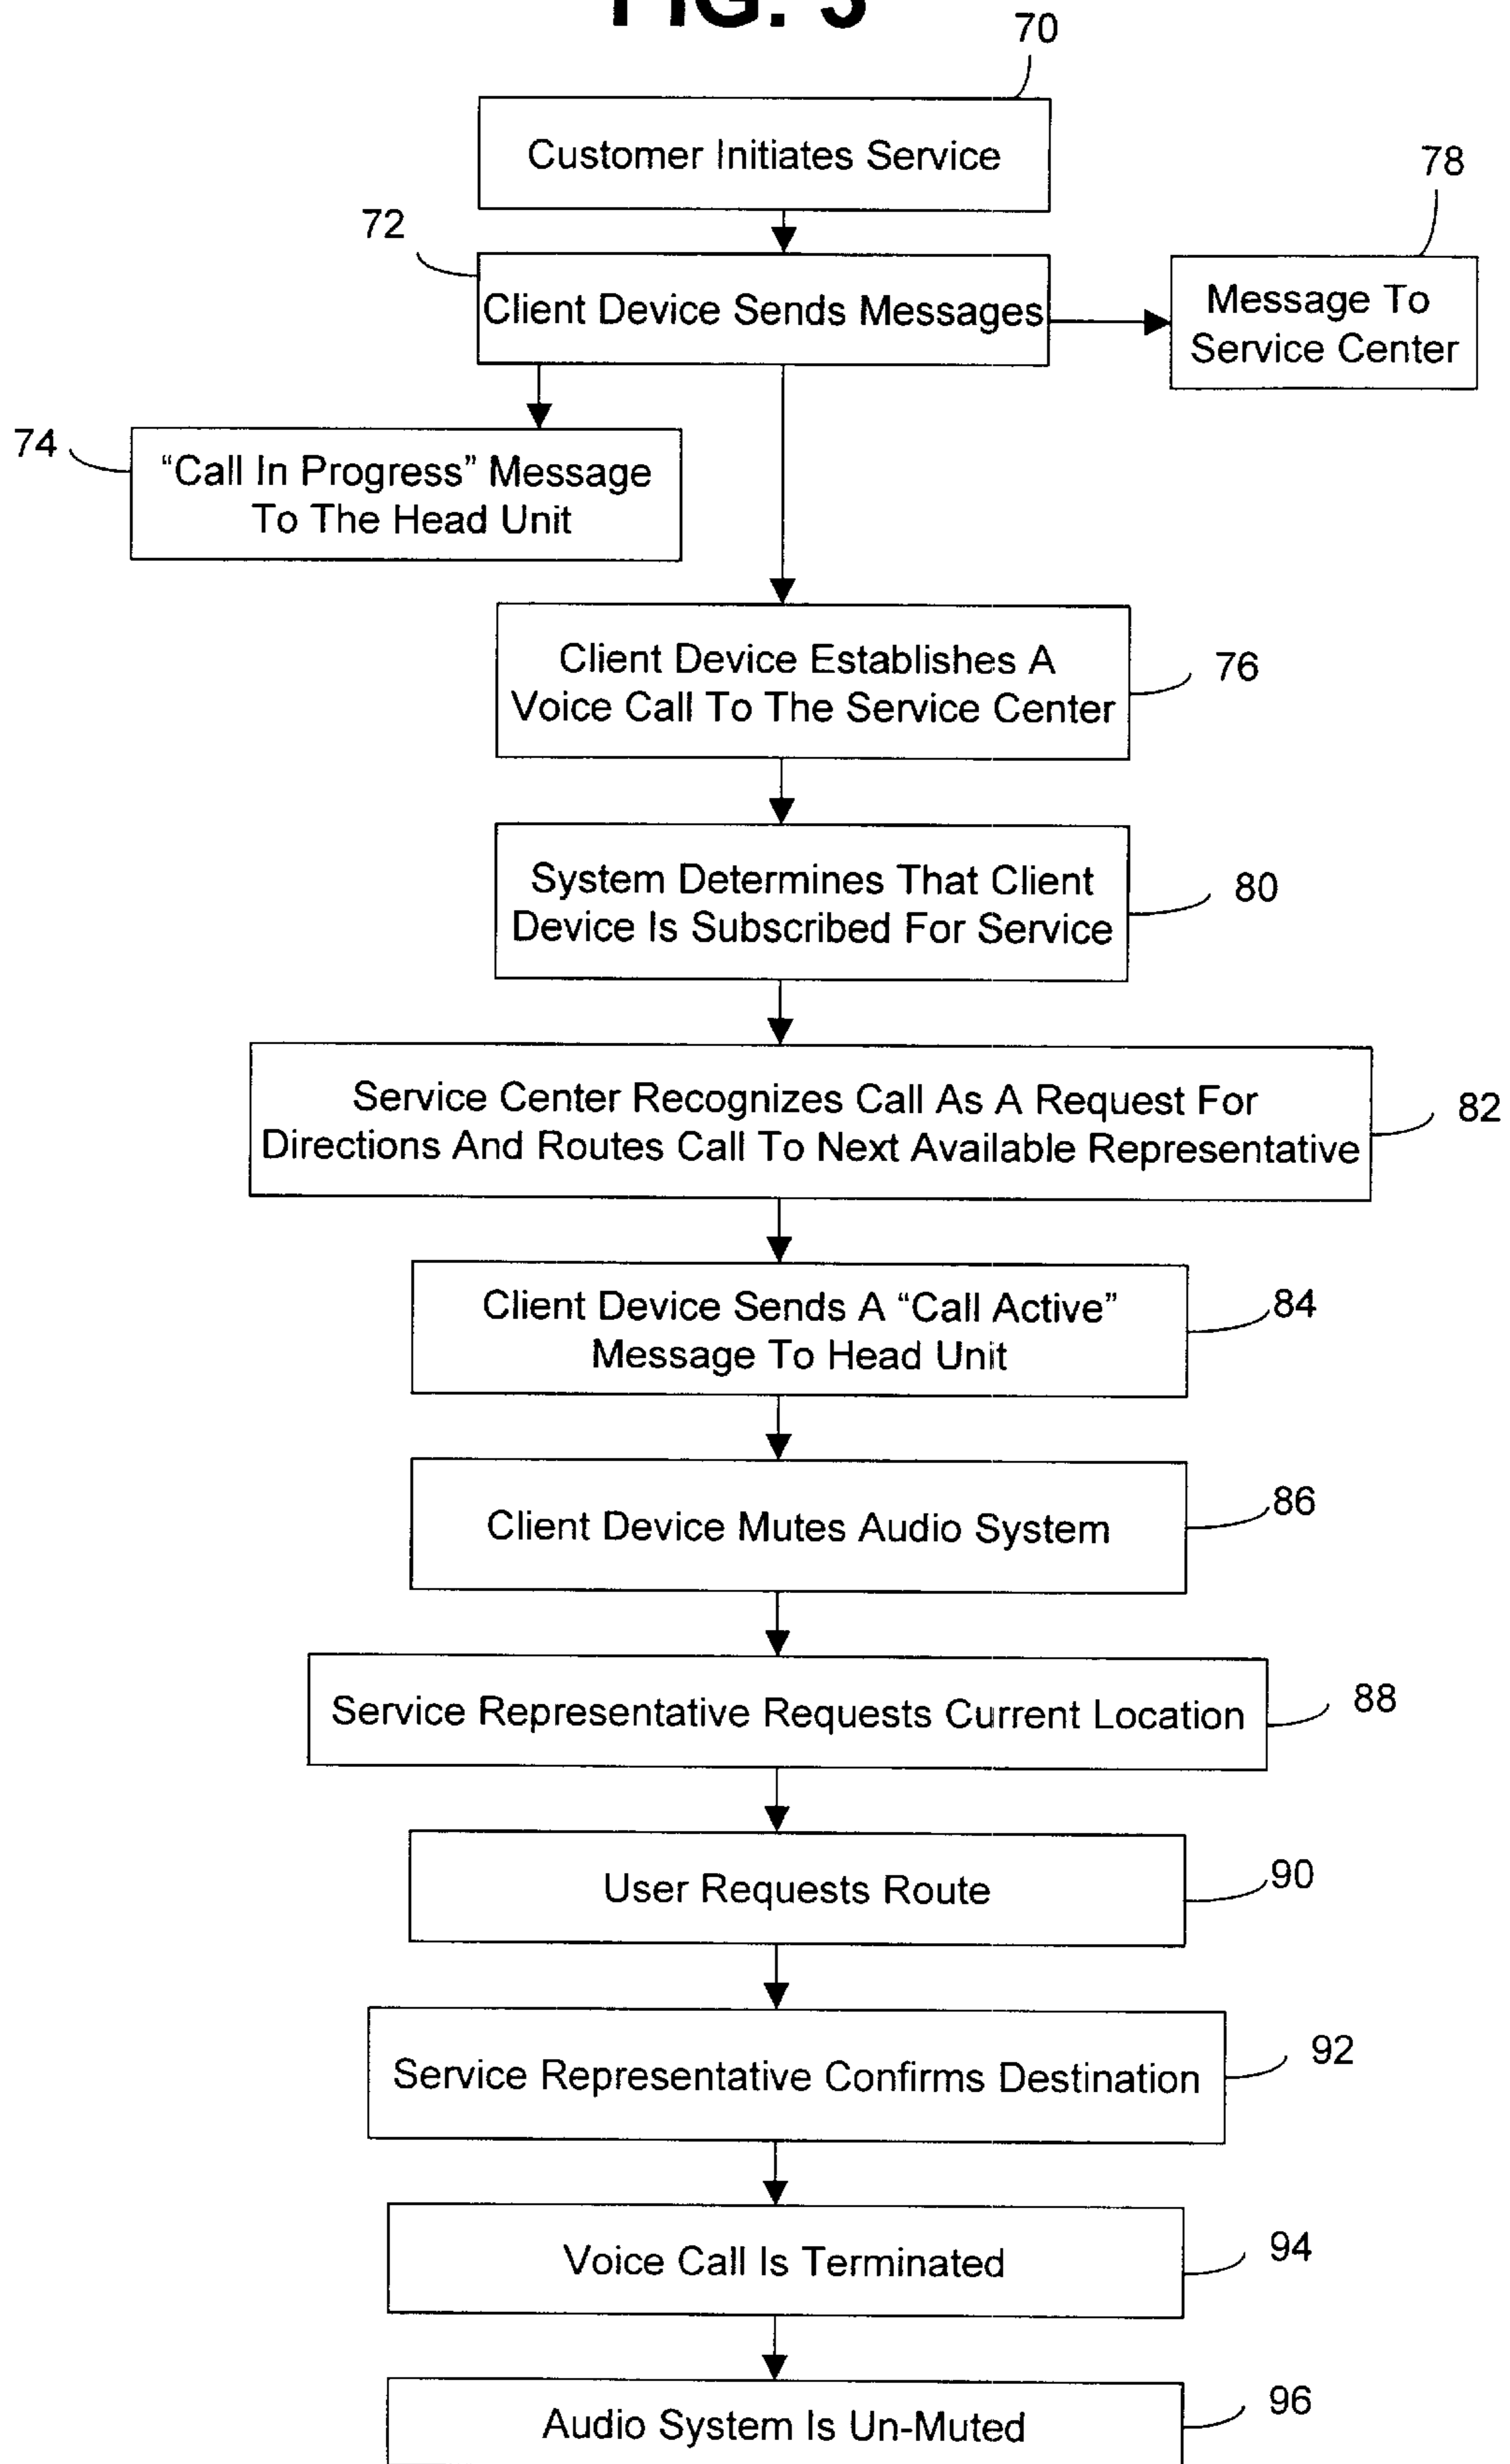 FIG. 3
70
Customer Initiates Service
78
72
Client Device Sends Messages
Message To
Service Center
74
“Call In Progress” Message
To The Head Unit
Client Device Establishes A
Voice Call To The Service Center
76
System Determines That Client
Device Is Subscribed For Service
80
Service Center Recognizes Call As A Request For
Directions And Routes Call To Next Available Representative
82
Client Device Sends A “Call Active”
Message To Head Unit
84
Client Device Mutes Audio System
86
Service Representative Requests Current Location
88
User Requests Route
90
Service Representative Confirms Destination
92
Voice Call Is Terminated
94
Audio System Is Un-Muted
96